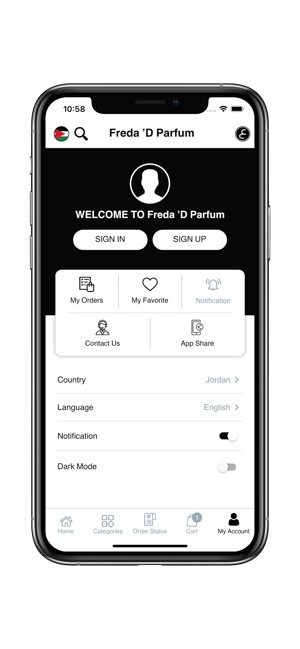 10:58
Freda 'D Parfum
ع
WELCOME TO Freda 'D Parfum
SIGN IN
SIGN UP
My Orders
My Favorite
Notification
Contact Us
App Share
Country
Jordan
Language
English
Notification
Dark Mode
1
Home
Categories
Order Status
Cart
My Account